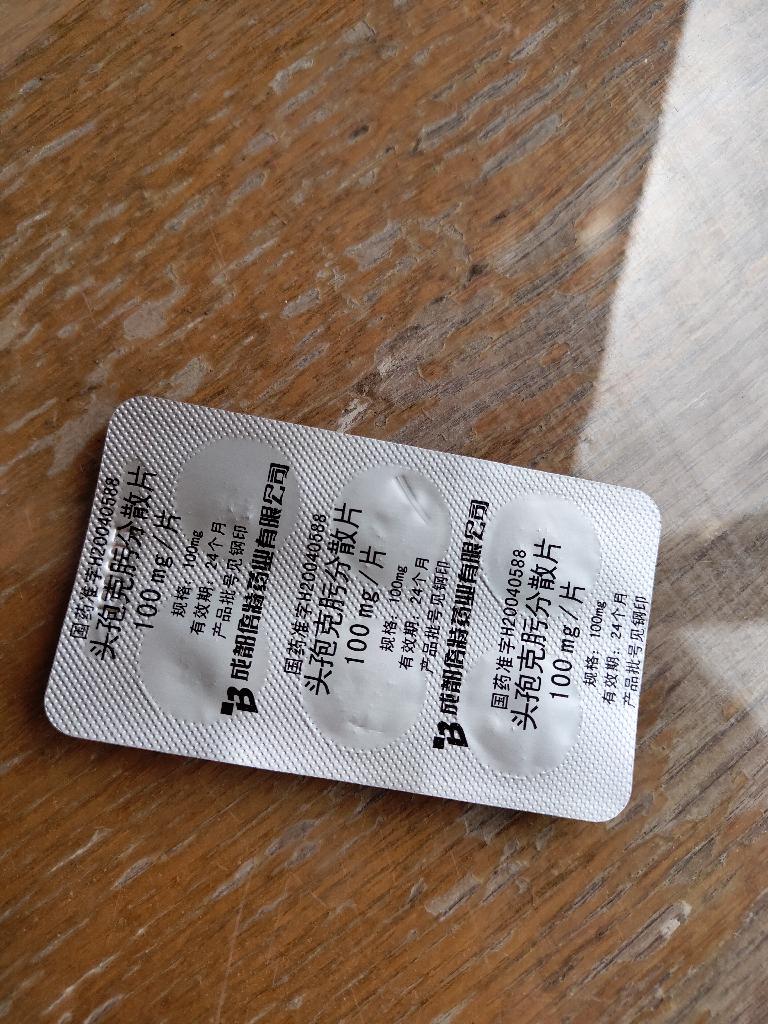 国药准字H20040588
头孢克肟分散片
100mg/片
规格：100mg
有效期：24个月
产品批号见钢印
成都倍特药业有限公司
国药准字H20040588
头孢克肟分散片
100mg/片
规格：100mg
有效期：24个月
产品批号见钢印
成都倍特药业有限公司
国药准字H20040588
头孢克肟分散片
100mg/片
规格：100mg
有效期：24个月
产品批号见钢印